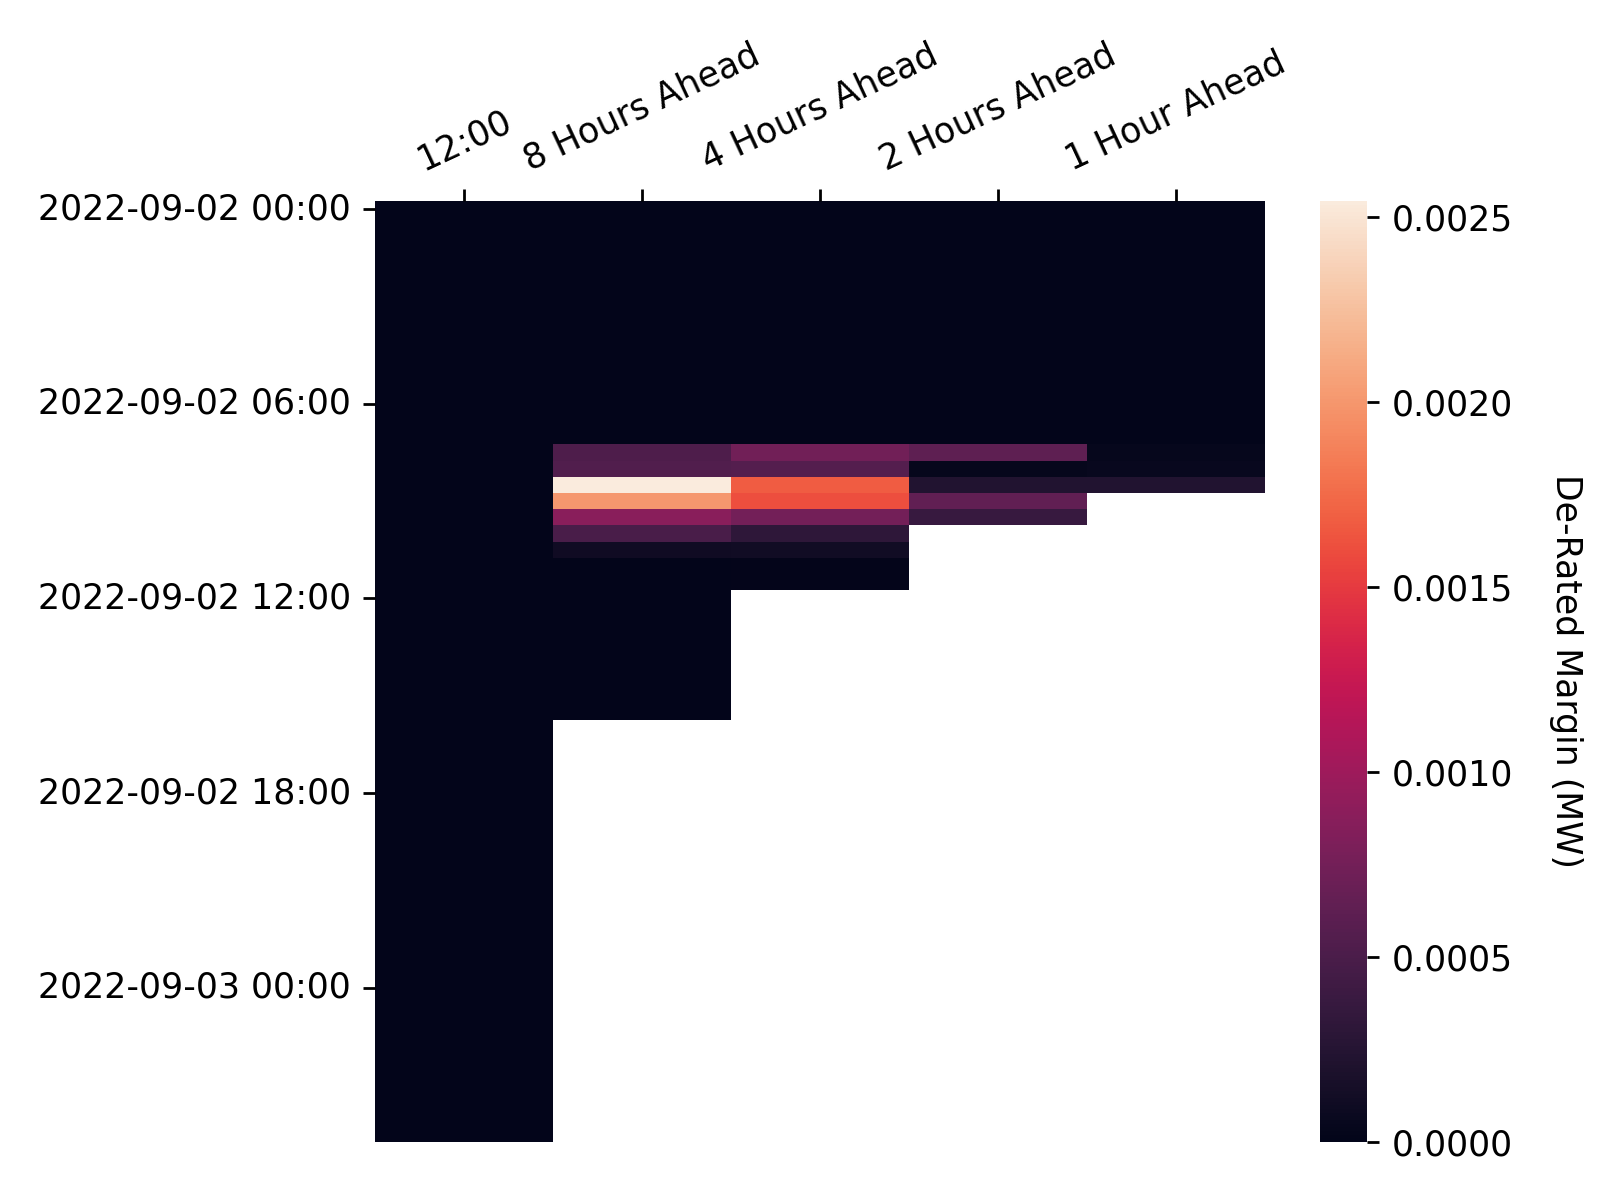 12:00
8 Hours Ahead
4 Hours Ahead
2 Hours Ahead
1 Hour Ahead
2022-09-02 00:00
2022-09-02 06:00
2022-09-02 12:00
2022-09-02 18:00
2022-09-03 00:00
0.0025
0.0020
0.0015
0.0010
0.0005
0.0000
De-Rated Margin (MW)